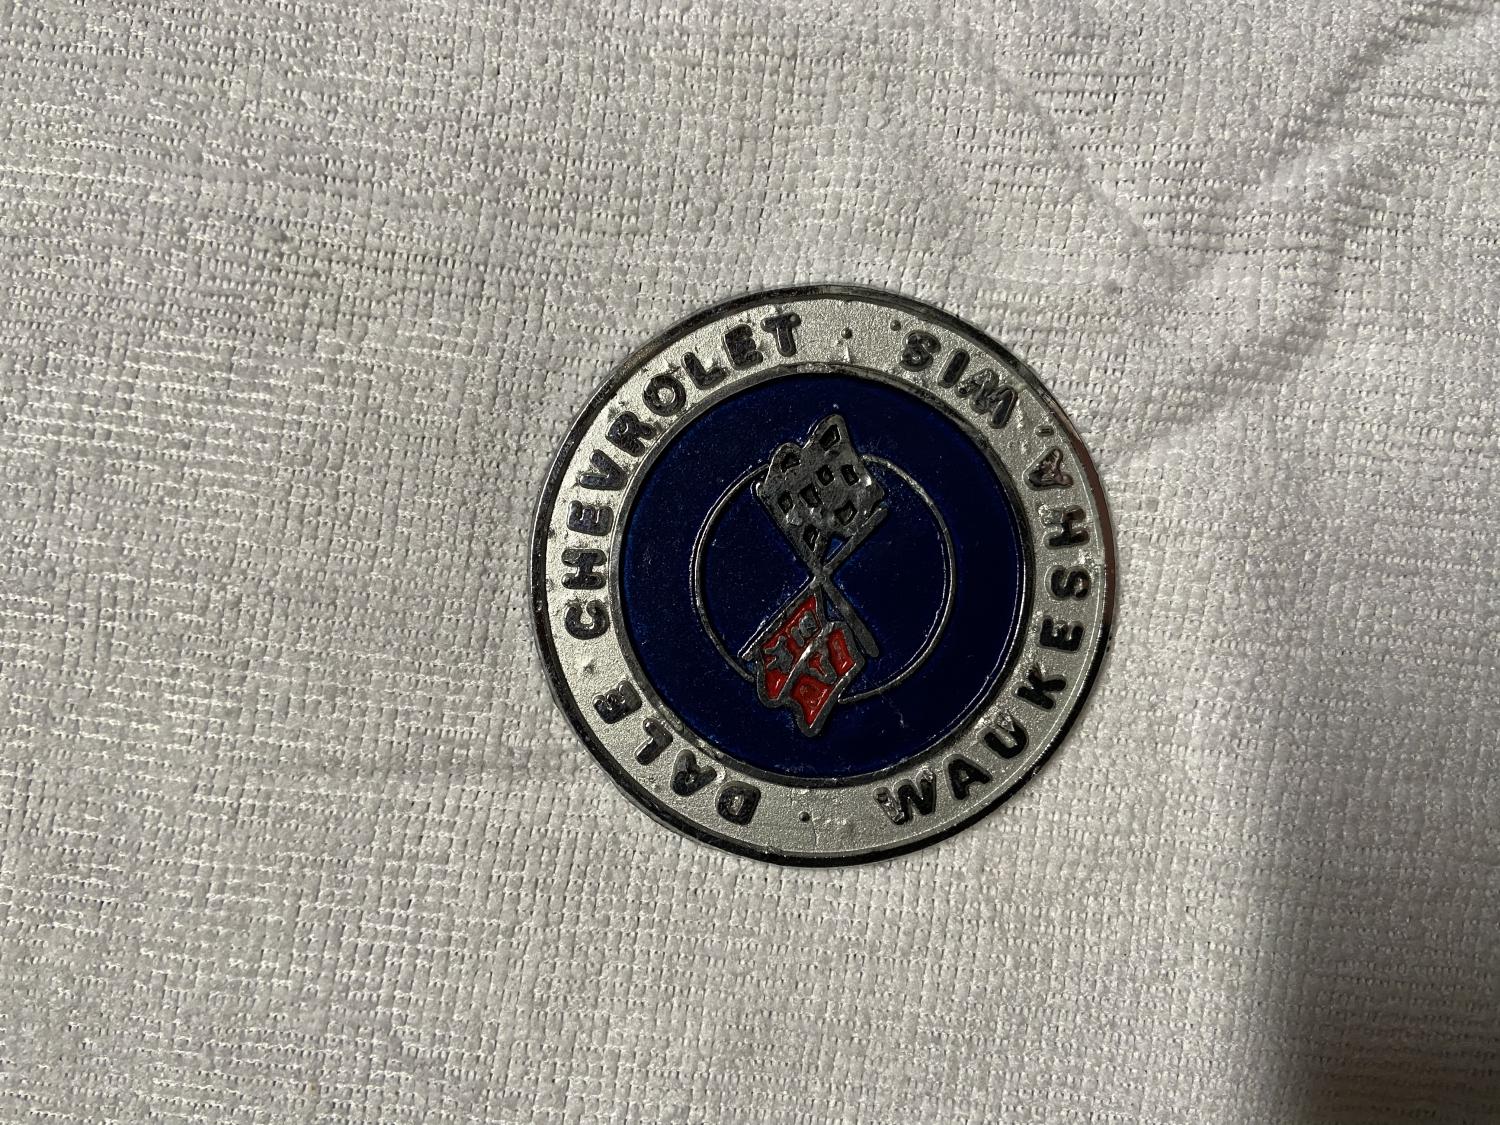 DALE CHEVROLET
WAUKESHA, WIS.